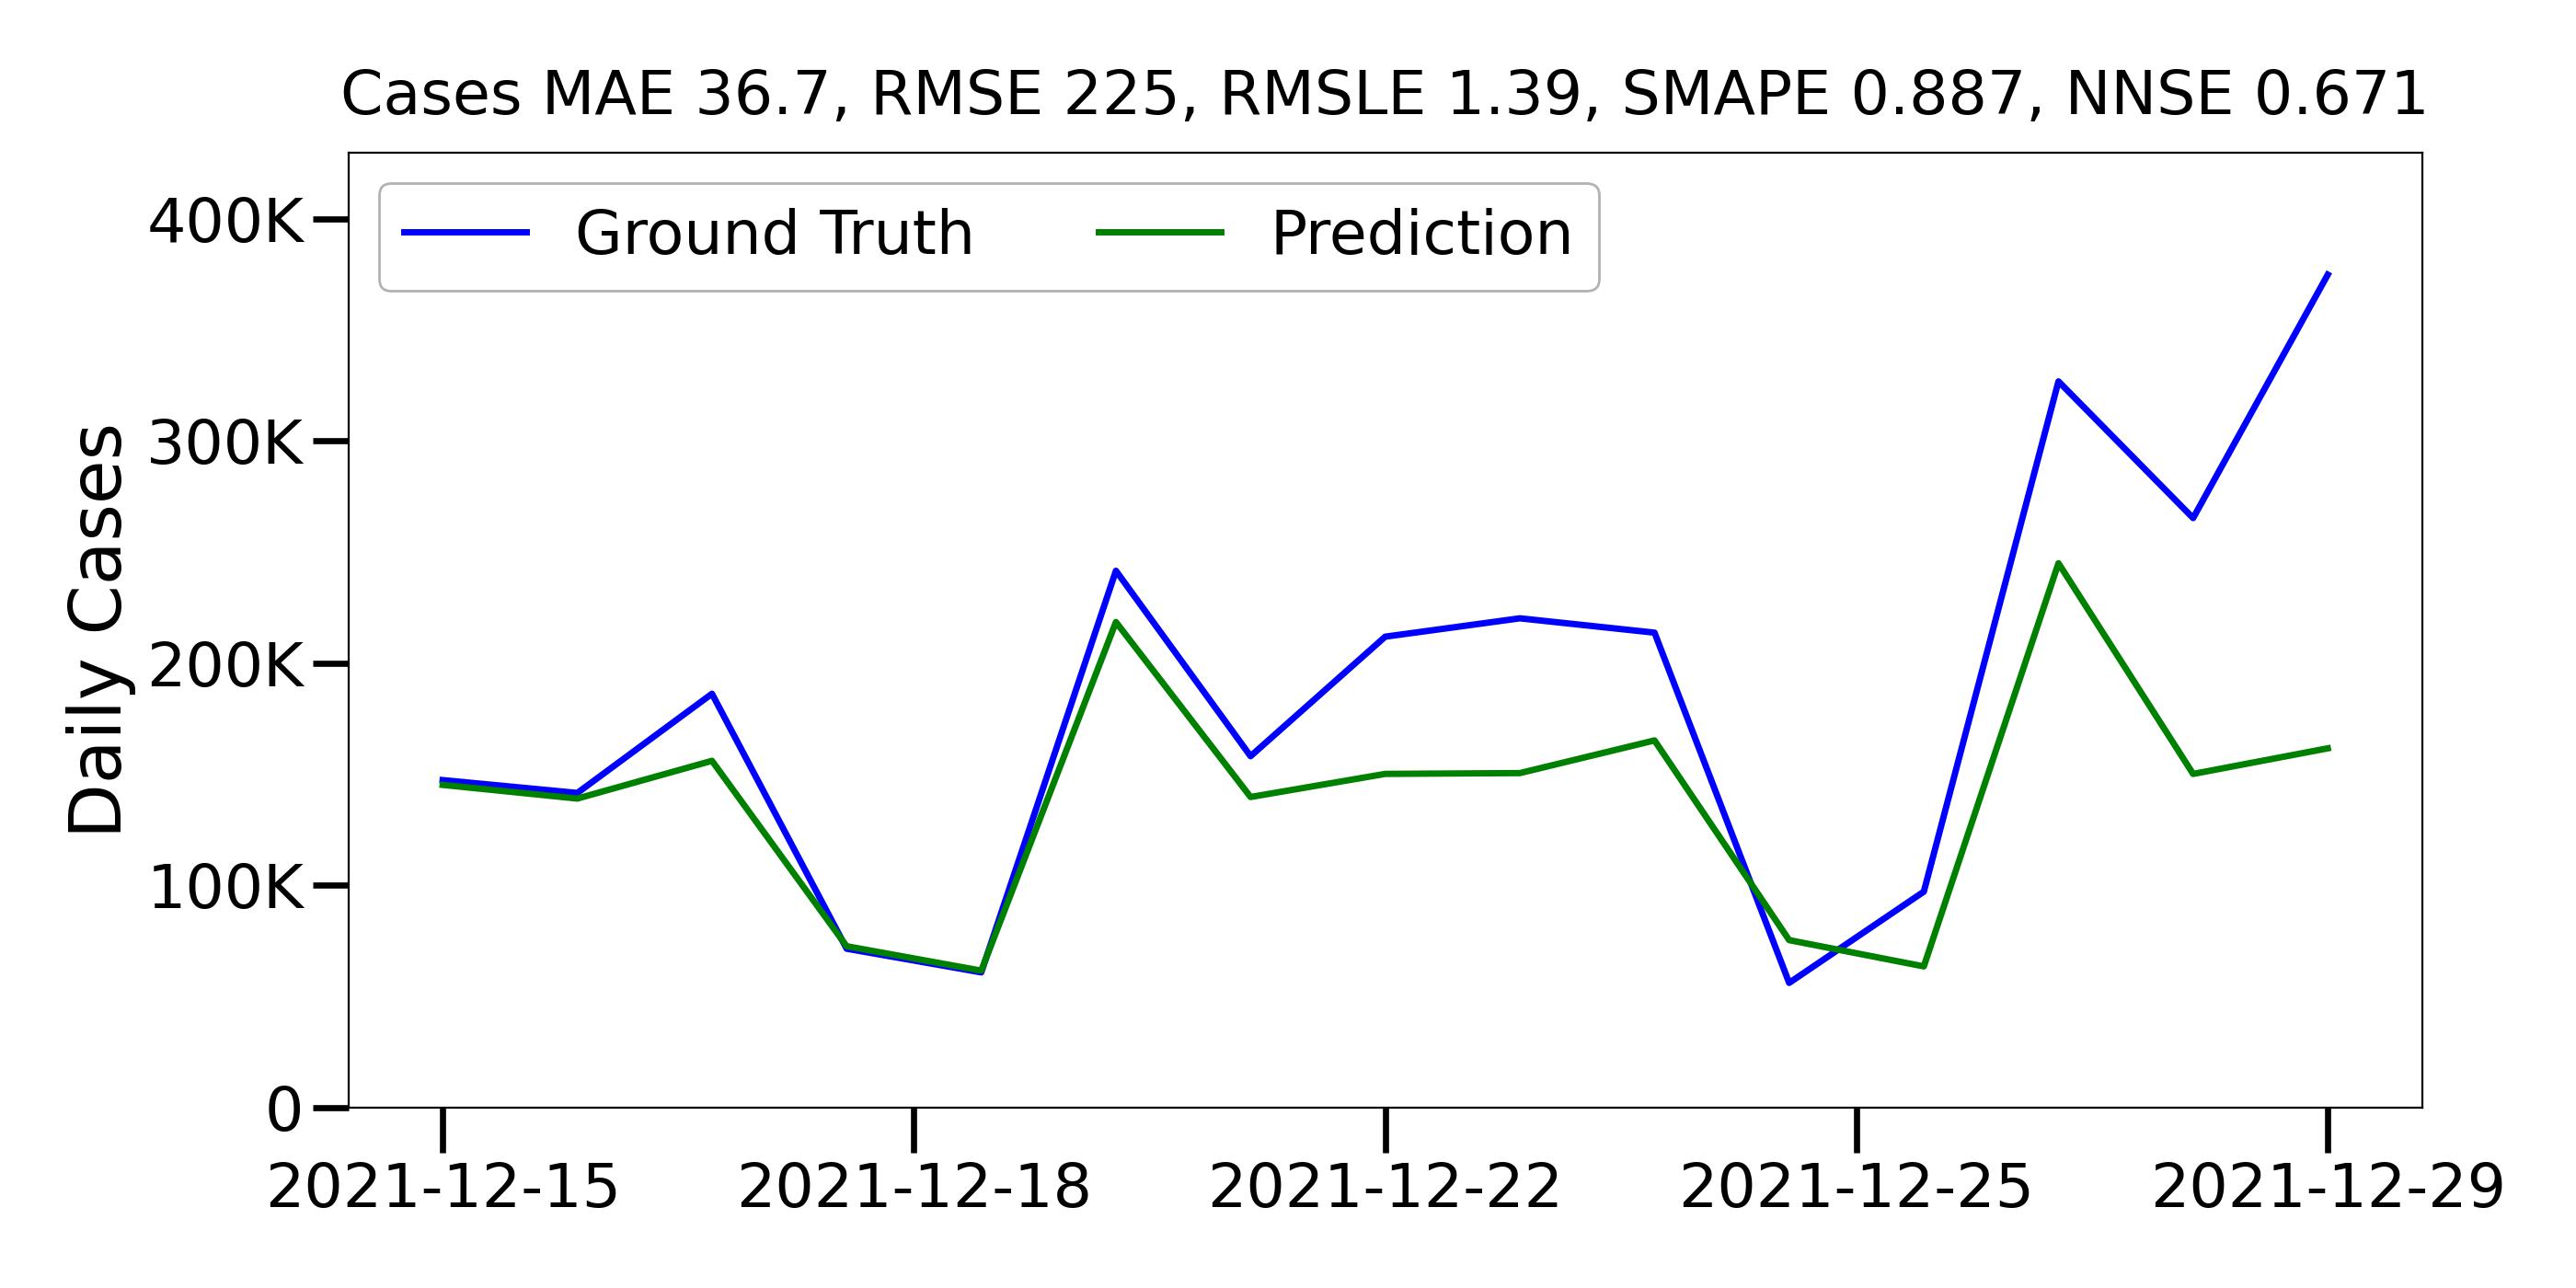 Cases MAE 36.7, RMSE 225, RMSLE 1.39, SMAPE 0.887, NNSE 0.671
Ground Truth Prediction
Daily Cases
400K
300K
200K
100K
0
2021-12-15 2021-12-18 2021-12-22 2021-12-25 2021-12-29